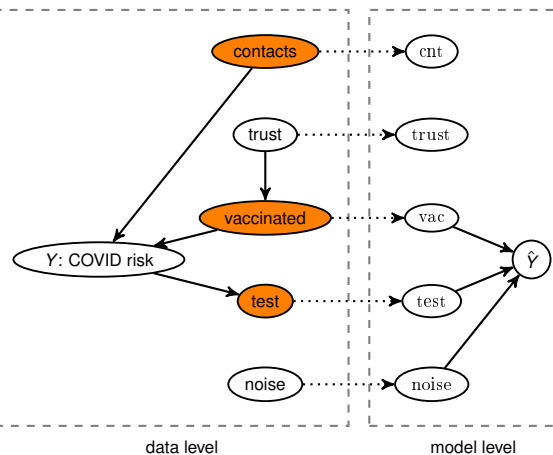 contacts cnt
trust trust
vaccinated vac
Y: COVID risk Ŷ
test test
noise noise
data level model level